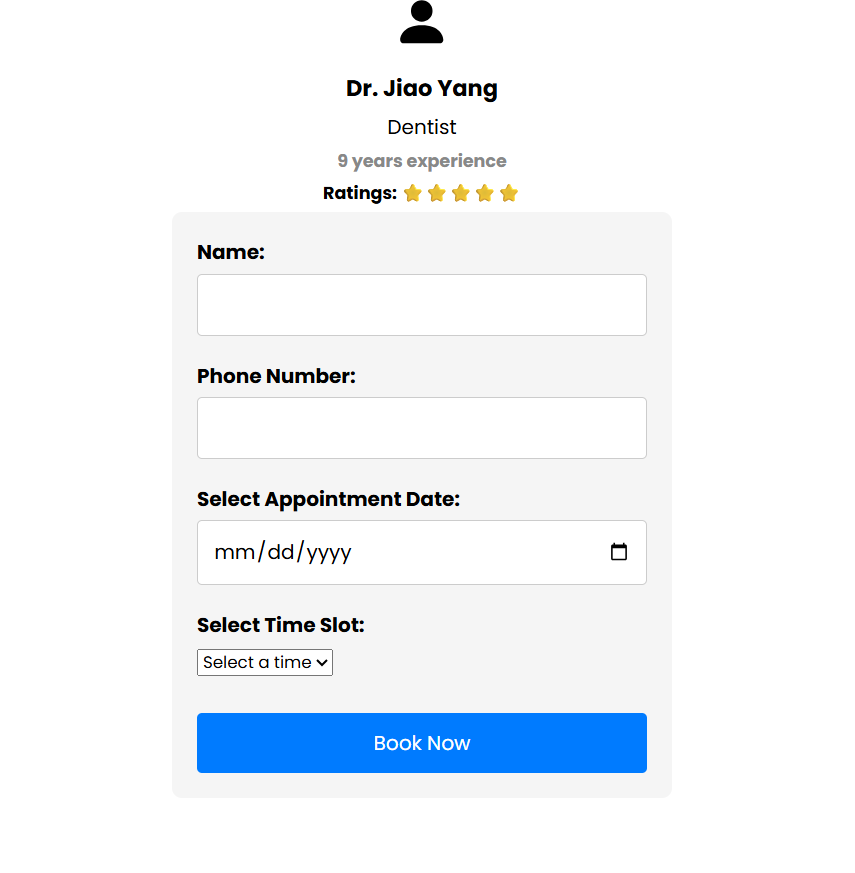 Dr. Jiao Yang
Dentist
9 years experience
Ratings: ⭐⭐⭐⭐⭐
Name:
Phone Number:
Select Appointment Date:
mm/dd/yyyy
Select Time Slot:
Select a time
Book Now